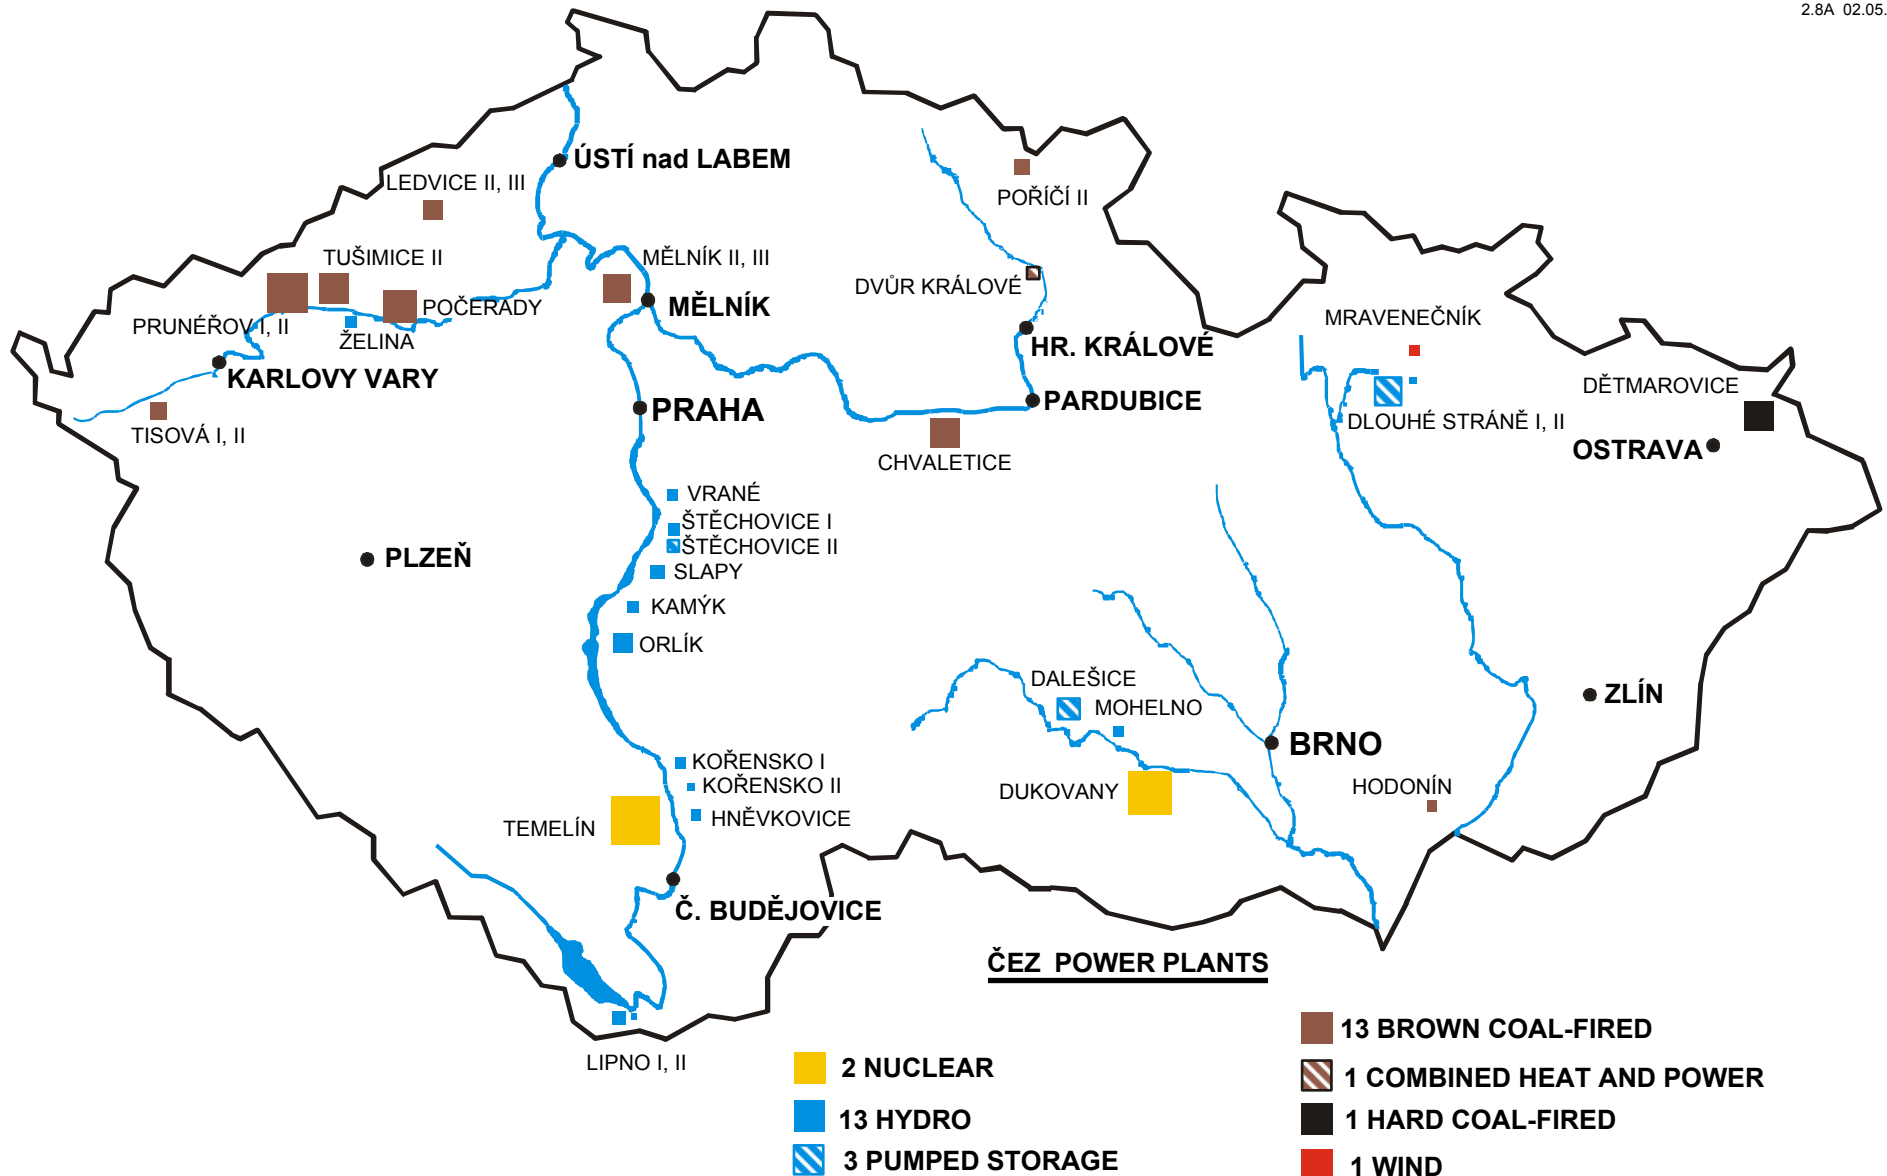 2.8A 02.05.
ÚSTÍ nad LABEM
LEDVICE II, III
POŘÍČÍ II
TUŠIMICE II
MĚLNÍK II, III
DVŮR KRÁLOVÉ
POČERADY
MĚLNÍK
PRUNÉŘOV I, II
ŽELINA
HR. KRÁLOVÉ
MRAVENEČNÍK
KARLOVY VARY
DĚTMAROVICE
PRAHA
PARDUBICE
DLOUHÉ STRÁNĚ I, II
TISOVÁ I, II
OSTRAVA
CHVALETICE
VRANÉ
ŠTĚCHOVICE I
ŠTĚCHOVICE II
PLZEŇ
SLAPY
KAMÝK
ORLÍK
DALEŠICE
MOHELNO
ZLÍN
BRNO
KOŘENSKO I
KOŘENSKO II
HODONÍN
DUKOVANY
HNĚVKOVICE
TEMELÍN
Č. BUDĚJOVICE
ČEZ POWER PLANTS
LIPNO I, II
2 NUCLEAR
13 HYDRO
3 PUMPED STORAGE
13 BROWN COAL-FIRED
1 COMBINED HEAT AND POWER
1 HARD COAL-FIRED
1 WIND